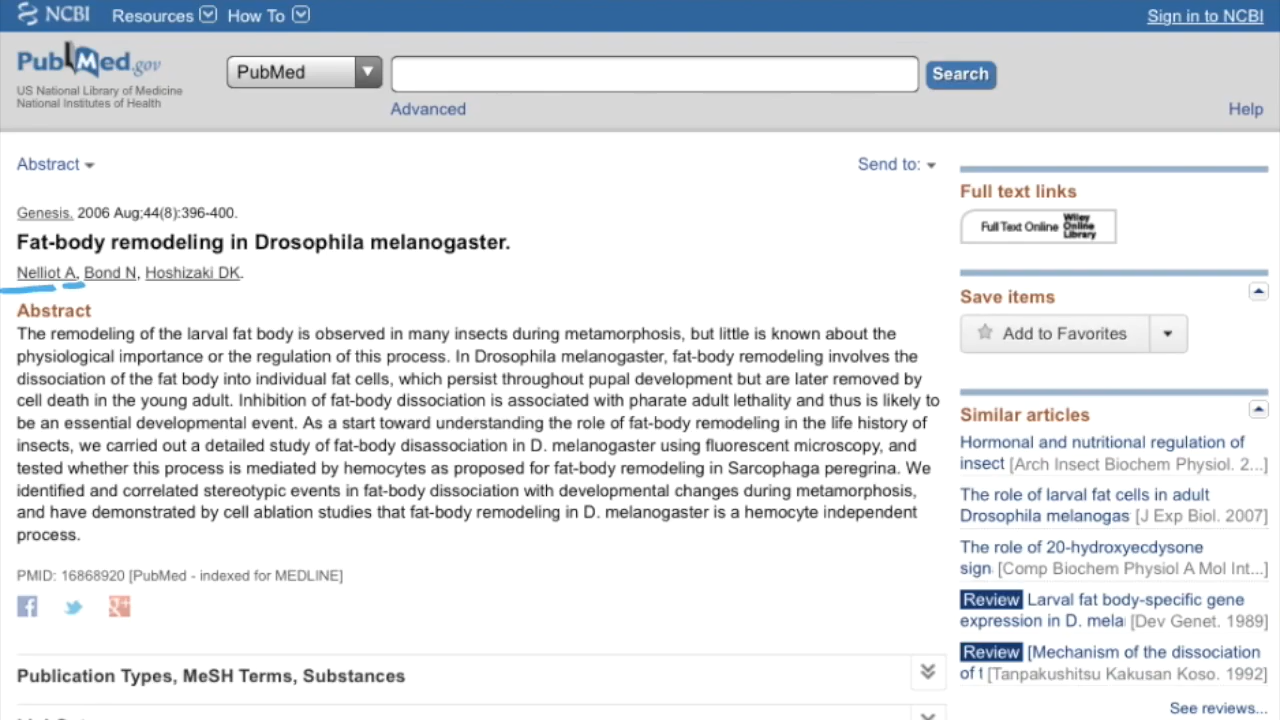 NCBI Resources How To Sign in to NCBI
PubMed.gov
US National Library of Medicine
National Institutes of Health
PubMed
Search
Advanced
Help
Abstract
Send to:
Genesis. 2006 Aug;44(8):396-400.
Fat-body remodeling in Drosophila melanogaster.
Nelliot A, Bond N, Hoshizaki DK.
Abstract
The remodeling of the larval fat body is observed in many insects during metamorphosis, but little is known about the
physiological importance or the regulation of this process. In Drosophila melanogaster, fat-body remodeling involves the
dissociation of the fat body into individual fat cells, which persist throughout pupal development but are later removed by
cell death in the young adult. Inhibition of fat-body dissociation is associated with pharate adult lethality and thus is likely to
be an essential developmental event. As a start toward understanding the role of fat-body remodeling in the life history of
insects, we carried out a detailed study of fat-body disassociation in D. melanogaster using fluorescent microscopy, and
tested whether this process is mediated by hemocytes as proposed for fat-body remodeling in Sarcophaga peregrina. We
identified and correlated stereotypic events in fat-body dissociation with developmental changes during metamorphosis,
and have demonstrated by cell ablation studies that fat-body remodeling in D. melanogaster is a hemocyte independent
process.
PMID: 16868920 [PubMed - indexed for MEDLINE]
Publication Types, MeSH Terms, Substances
Full text links
Full Text Online Wiley Online Library
Save items
Add to Favorites
Similar articles
Hormonal and nutritional regulation of
insect [Arch Insect Biochem Physiol. 2...]
The role of larval fat cells in adult
Drosophila melanogas [J Exp Biol. 2007]
The role of 20-hydroxyecdysone
sign [Comp Biochem Physiol A Mol Int...]
Review Larval fat body-specific gene
expression in D. mela [Dev Genet. 1989]
Review [Mechanism of the dissociation
of t [Tanpakushitsu Kakusan Koso. 1992]
See reviews...